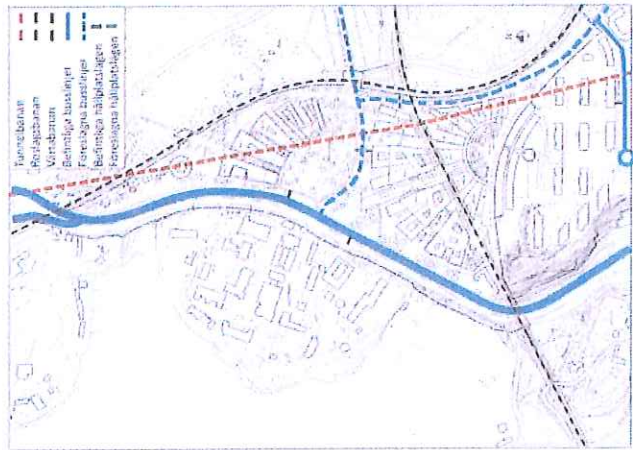 Tunnelbanan
Roslagsbanan
Värtabanan
Befintliga busslinjer
Föreslagna busslinjer
Befintliga hållplatslägen
Föreslagna hållplatslägen